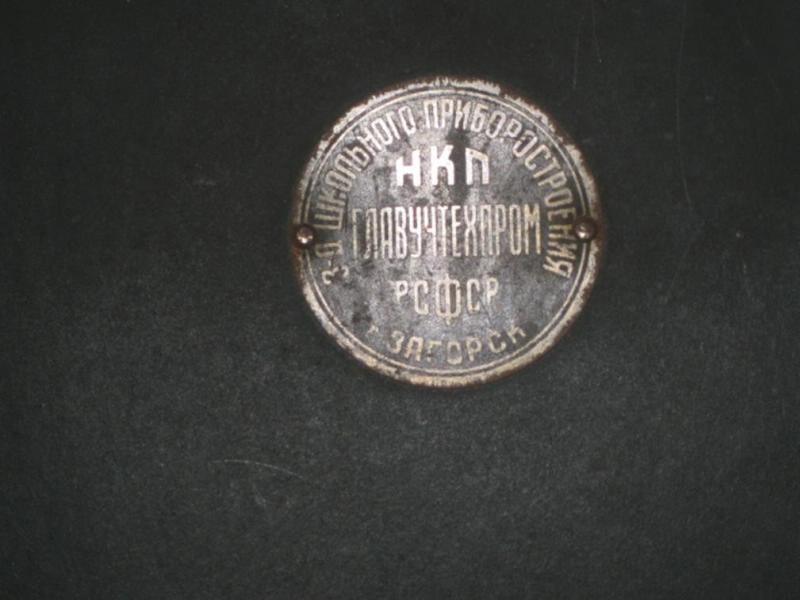 З-Д ШКОЛЬНОГО ПРИБОРОСТРОЕНИЯ
НКП
ГЛАВУЧТЕХПРОМ
РСФСР
Г. ЗАГОРСК